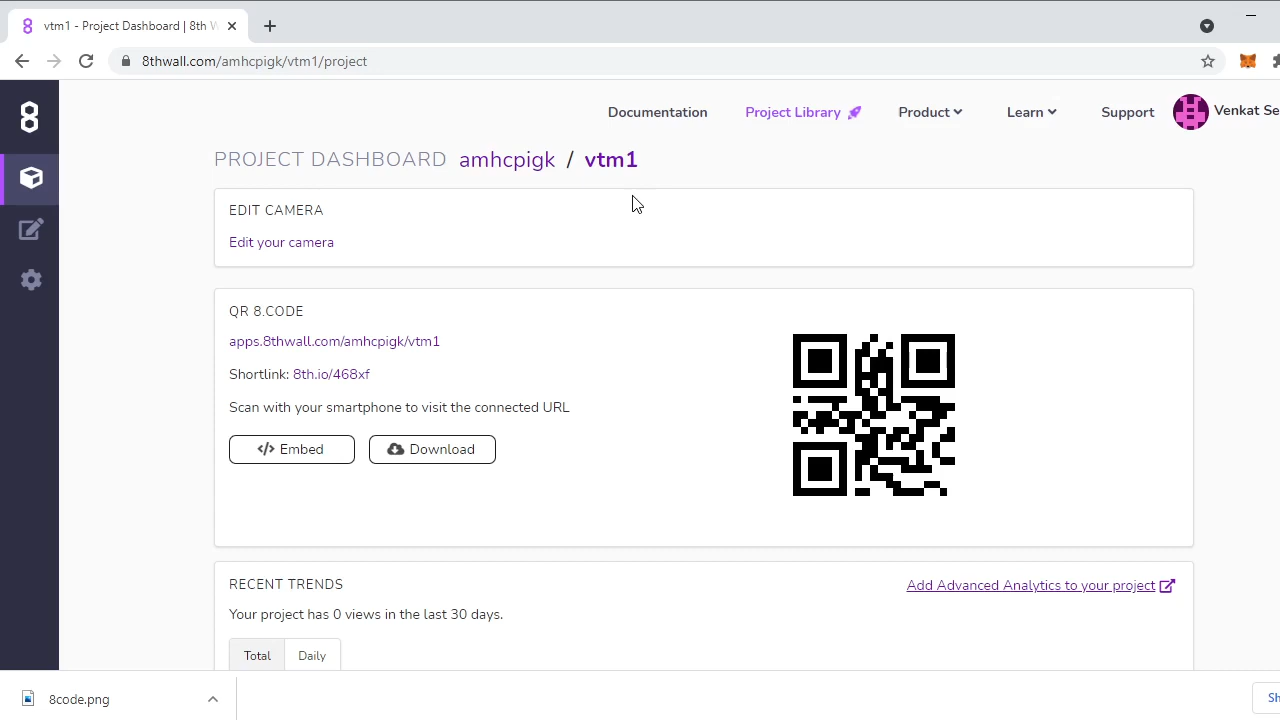 vtm1 - Project Dashboard | 8th W
8thwall.com/amhcpigk/vtm1/project
Documentation Project Library Product Learn Support Venkat Se
PROJECT DASHBOARD amhcpigk / vtm1
EDIT CAMERA
Edit your camera
QR 8.CODE
apps.8thwall.com/amhcpigk/vtm1
Shortlink: 8th.io/468xf
Scan with your smartphone to visit the connected URL
</> Embed Download
RECENT TRENDS Add Advanced Analytics to your project
Your project has 0 views in the last 30 days.
Total Daily
8code.png Sh